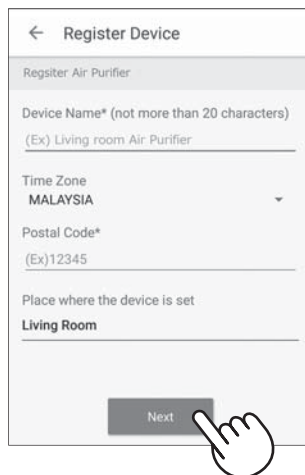 ← Register Device
Regsiter Air Purifier
Device Name* (not more than 20 characters)
(Ex) Living room Air Purifier
Time Zone
MALAYSIA
Postal Code*
(Ex)12345
Place where the device is set
Living Room
Next